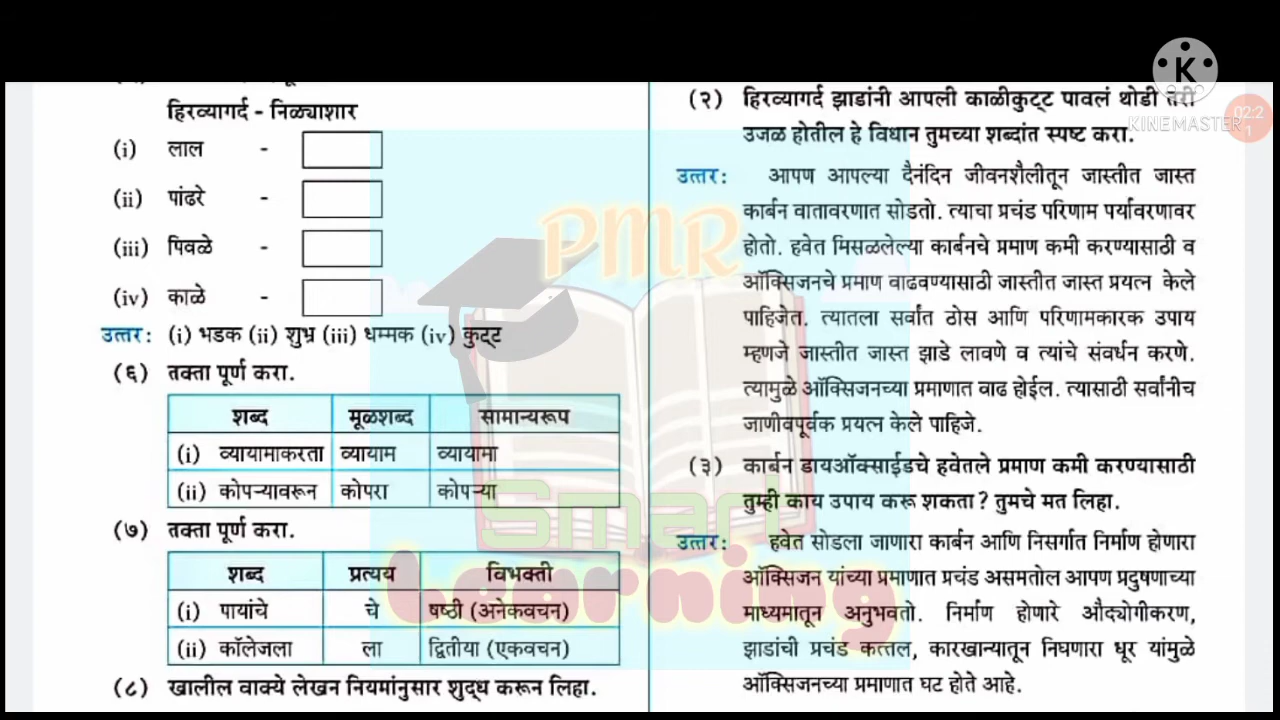 हिरव्यागर्द - निळ्याशार
(i) लाल -
(ii) पांढरे -
(iii) पिवळे -
(iv) काळे -
उत्तर: (i) भडक (ii) शुभ्र (iii) धम्मक (iv) कुट्ट
(६) तक्ता पूर्ण करा.
शब्द मूळशब्द सामान्यरूप
(i) व्यायामाकरता व्यायाम व्यायामा
(ii) कोपऱ्यावरून कोपरा कोपऱ्या
(७) तक्ता पूर्ण करा.
शब्द प्रत्यय विभक्ती
(i) पायांचे चे षष्ठी (अनेकवचन)
(ii) कॉलेजला ला द्वितीया (एकवचन)
(८) खालील वाक्ये लेखन नियमांनुसार शुद्ध करून लिहा.
(२) हिरव्यागर्द झाडांनी आपली काळीकुट्ट पावलं थोडी तरी
उजळ होतील हे विधान तुमच्या शब्दांत स्पष्ट करा.
उत्तर: आपण आपल्या दैनंदिन जीवनशैलीतून जास्तीत जास्त
कार्बन वातावरणात सोडतो. त्याचा प्रचंड परिणाम पर्यावरणावर
होतो. हवेत मिसळलेल्या कार्बनचे प्रमाण कमी करण्यासाठी व
ऑक्सिजनचे प्रमाण वाढवण्यासाठी जास्तीत जास्त प्रयत्न केले
पाहिजेत. त्यातला सर्वांत ठोस आणि परिणामकारक उपाय
म्हणजे जास्तीत जास्त झाडे लावणे व त्यांचे संवर्धन करणे.
त्यामुळे ऑक्सिजनच्या प्रमाणात वाढ होईल. त्यासाठी सर्वांनीच
जाणीवपूर्वक प्रयत्न केले पाहिजे.
(३) कार्बन डायऑक्साईडचे हवेतले प्रमाण कमी करण्यासाठी
तुम्ही काय उपाय करू शकता? तुमचे मत लिहा.
उत्तर: हवेत सोडला जाणारा कार्बन आणि निसर्गात निर्माण होणारा
ऑक्सिजन यांच्या प्रमाणात प्रचंड असमतोल आपण प्रदुषणाच्या
माध्यमातून अनुभवतो. निर्माण होणारे औद्योगीकरण,
झाडांची प्रचंड कत्तल, कारखान्यातून निघणारा धूर यांमुळे
ऑक्सिजनच्या प्रमाणात घट होते आहे.
PMR
Smart
Learning
K
KINEMASTER
02:2
1